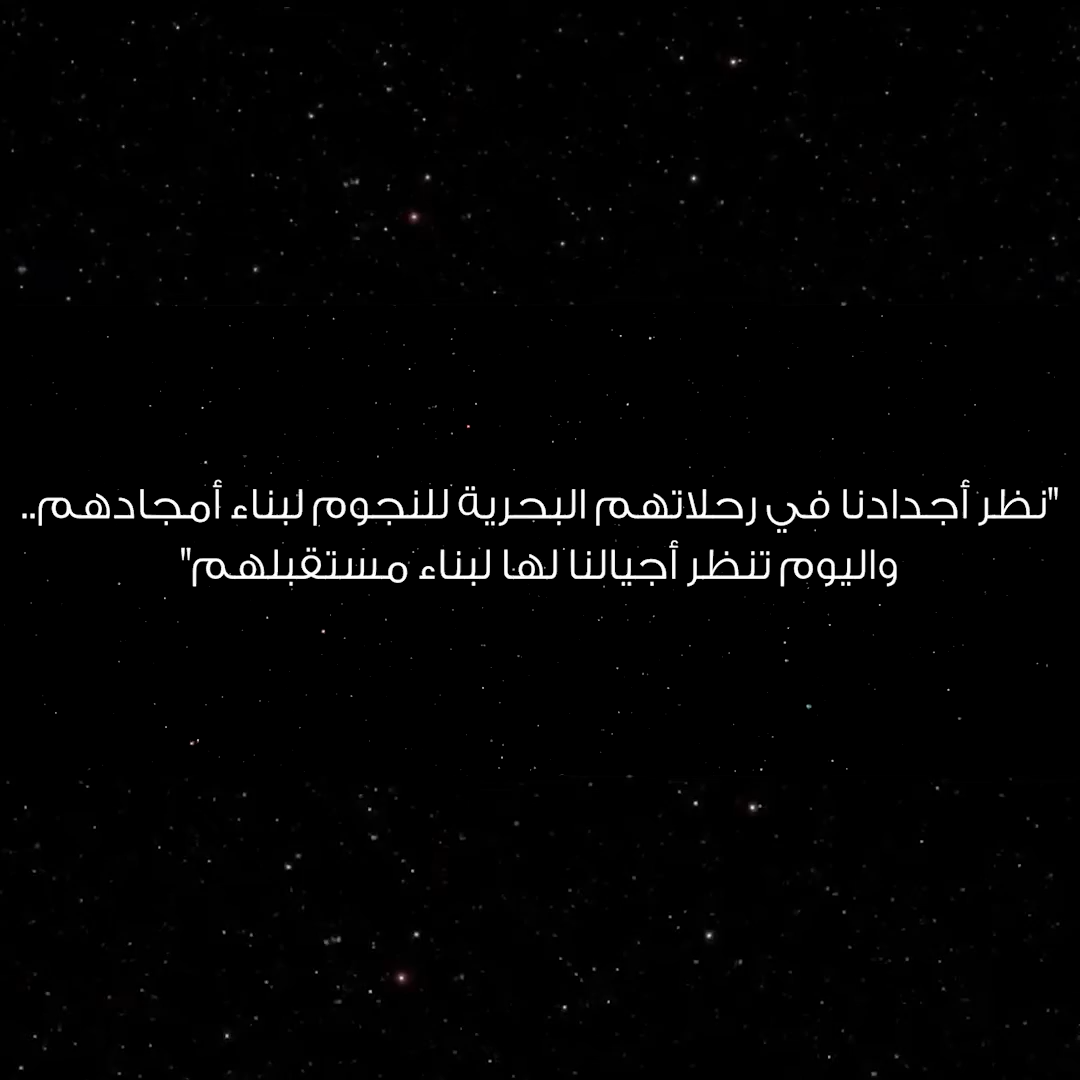 "نظر أجدادنا في رحلاتهم البحرية للنجوم لبناء أمجادهم..
واليوم تنظر أجيالنا لها لبناء مستقبلهم"